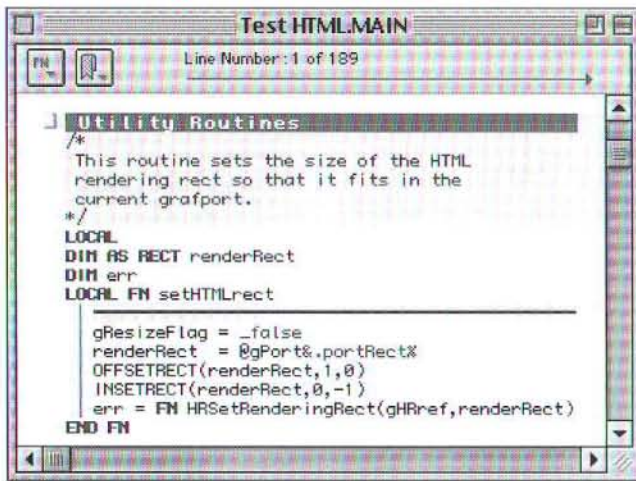 Test HTML.MAIN
FN
Line Number:1 of 189
Utility Routines
/*
This routine sets the size of the HTML
rendering rect so that it fits in the
current grafport.
*/
LOCAL
DIM AS RECT renderRect
DIM err
LOCAL FN setHTMLrect
gResizeFlag = _false
renderRect = @gPort&.portRect%
OFFSETRECT(renderRect,1,0)
INSETRECT(renderRect,0,-1)
err = FN HRSetRenderingRect(gHRref,renderRect)
END FN